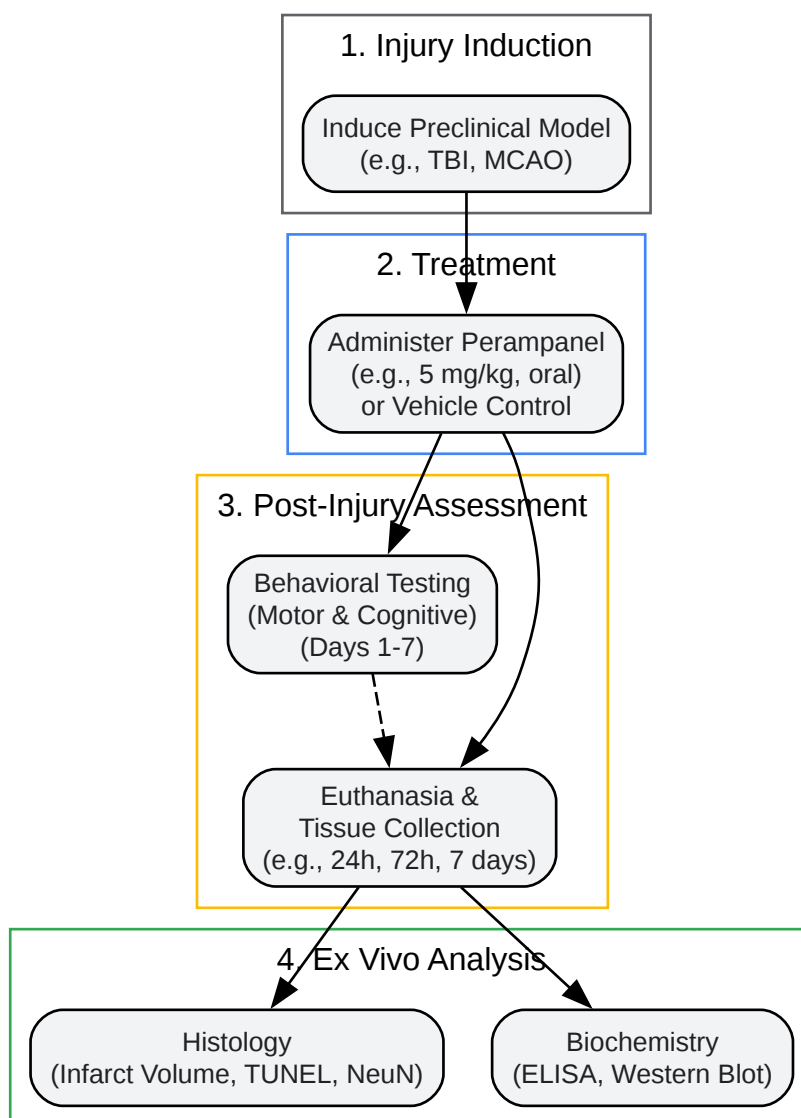 1. Injury Induction
Induce Preclinical Model
(e.g., TBI, MCAO)
2. Treatment
Administer Perampanel
(e.g., 5 mg/kg, oral)
or Vehicle Control
3. Post-Injury Assessment
Behavioral Testing
(Motor & Cognitive)
(Days 1-7)
Euthanasia &
Tissue Collection
(e.g., 24h, 72h, 7 days)
4. Ex Vivo Analysis
Histology
(Infarct Volume, TUNEL, NeuN)
Biochemistry
(ELISA, Western Blot)